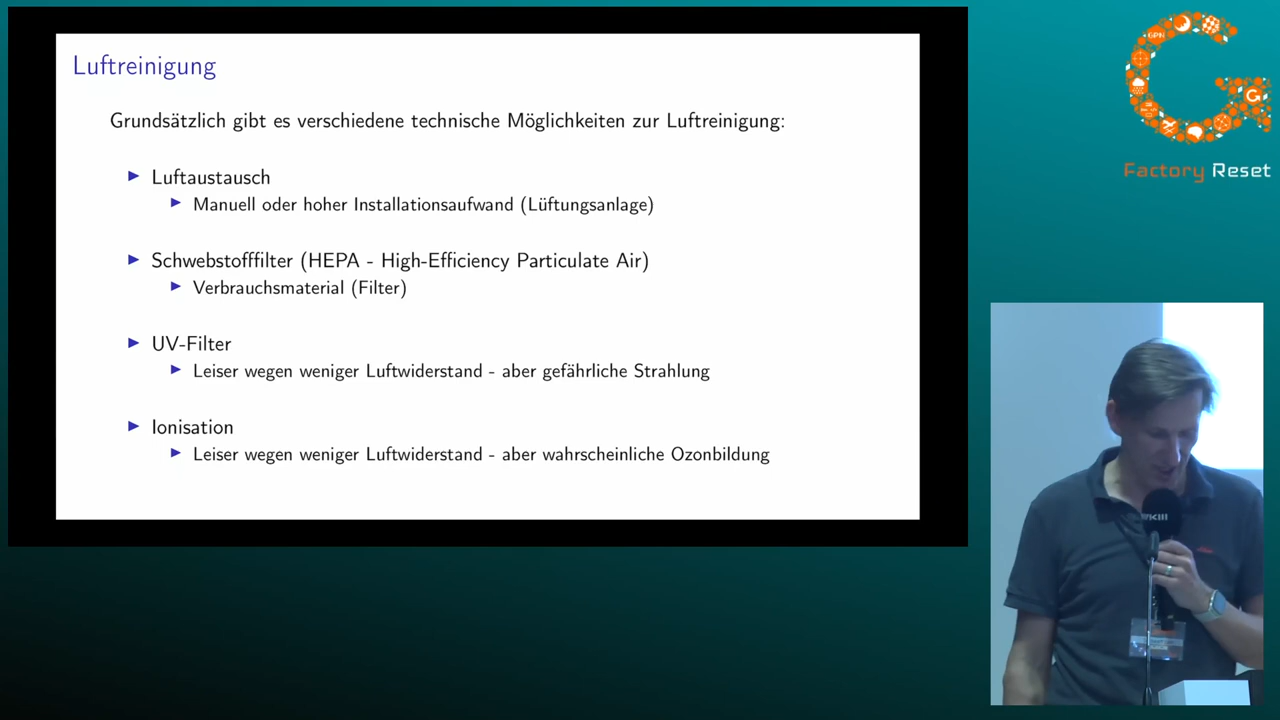 Luftreinigung
Grundsätzlich gibt es verschiedene technische Möglichkeiten zur Luftreinigung:
Luftaustausch
Manuell oder hoher Installationsaufwand (Lüftungsanlage)
Schwebstofffilter (HEPA - High-Efficiency Particulate Air)
Verbrauchsmaterial (Filter)
UV-Filter
Leiser wegen weniger Luftwiderstand - aber gefährliche Strahlung
Ionisation
Leiser wegen weniger Luftwiderstand - aber wahrscheinliche Ozonbildung
GPN
G
Factory Reset